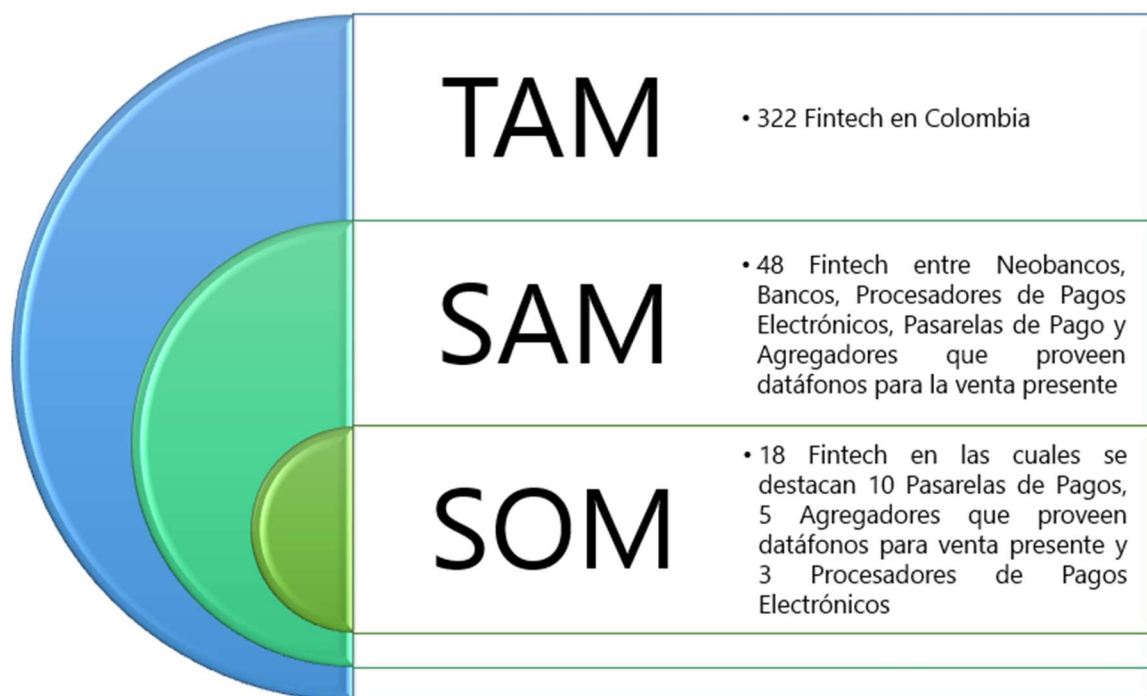 TAM
• 322 Fintech en Colombia
SAM
• 48 Fintech entre Neobancos,
Bancos, Procesadores de Pagos
Electrónicos, Pasarelas de Pago y
Agregadores que proveen
datáfonos para la venta presente
SOM
• 18 Fintech en las cuales se
destacan 10 Pasarelas de Pagos,
5 Agregadores que proveen
datáfonos para venta presente y
3 Procesadores de Pagos
Electrónicos